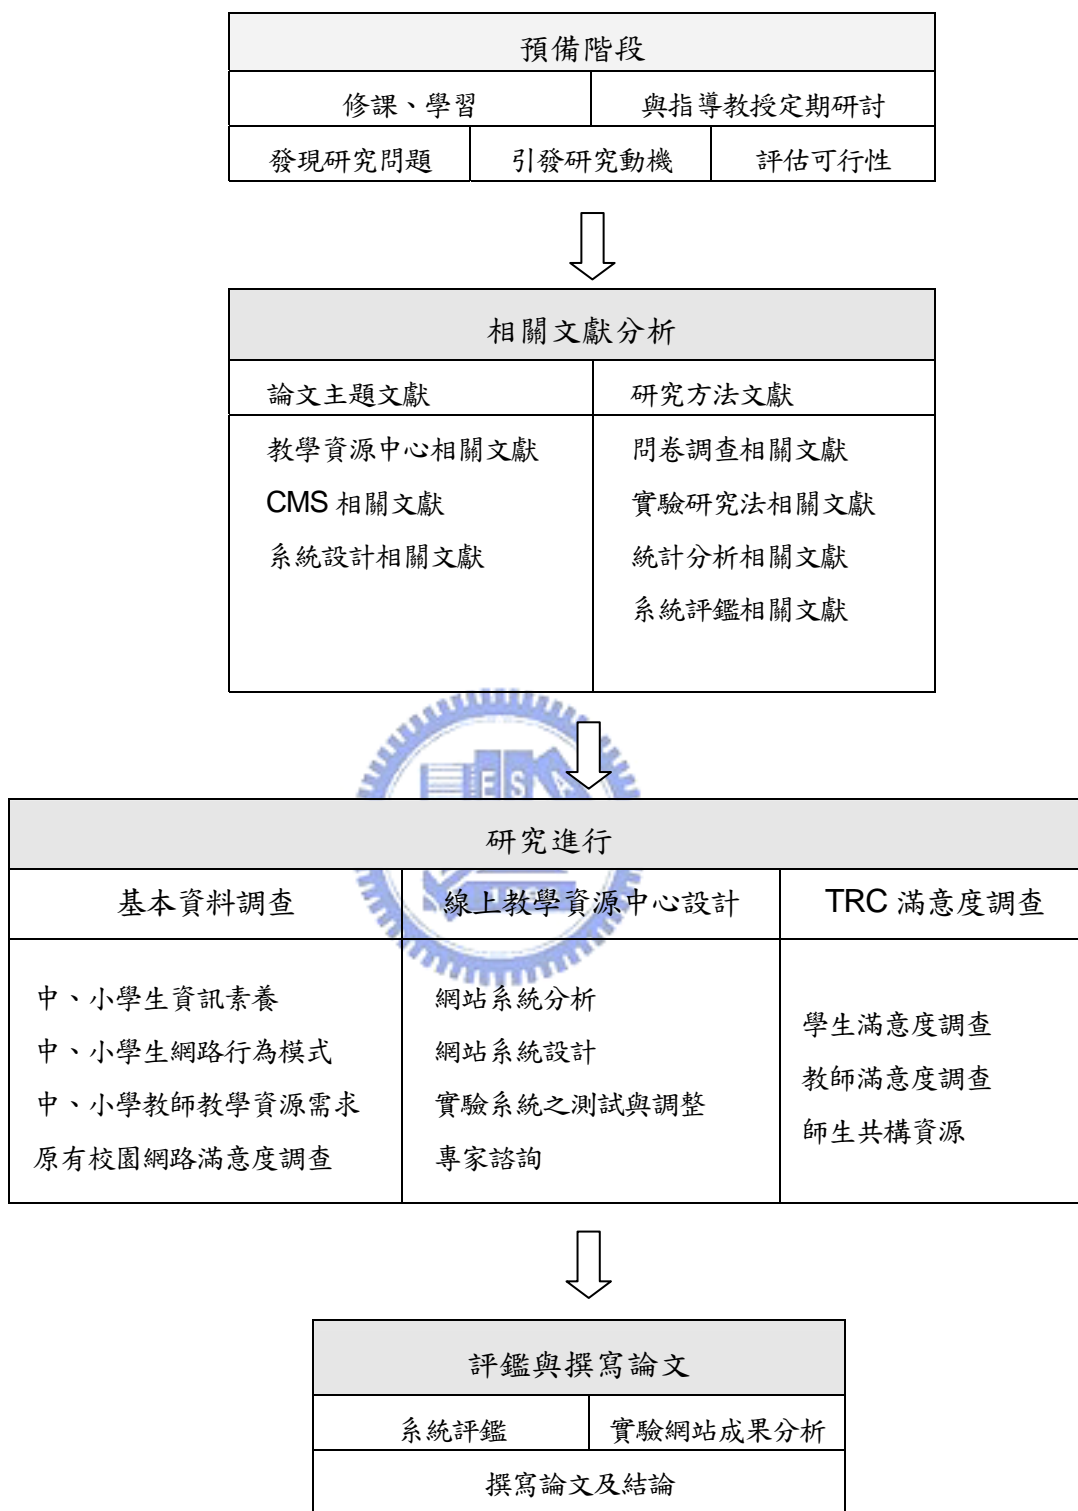 預備階段
修課、學習
與指導教授定期研討
發現研究問題
引發研究動機
評估可行性
相關文獻分析
論文主題文獻
研究方法文獻
教學資源中心相關文獻
CMS 相關文獻
系統設計相關文獻
問卷調查相關文獻
實驗研究法相關文獻
統計分析相關文獻
系統評鑑相關文獻
ES
研究進行
基本資料調查
線上教學資源中心設計
TRC 滿意度調查
中、小學生資訊素養
中、小學生網路行為模式
中、小學教師教學資源需求
原有校園網路滿意度調查
網站系統分析
網站系統設計
實驗系統之測試與調整
專家諮詢
學生滿意度調查
教師滿意度調查
師生共構資源
評鑑與撰寫論文
系統評鑑
實驗網站成果分析
撰寫論文及結論